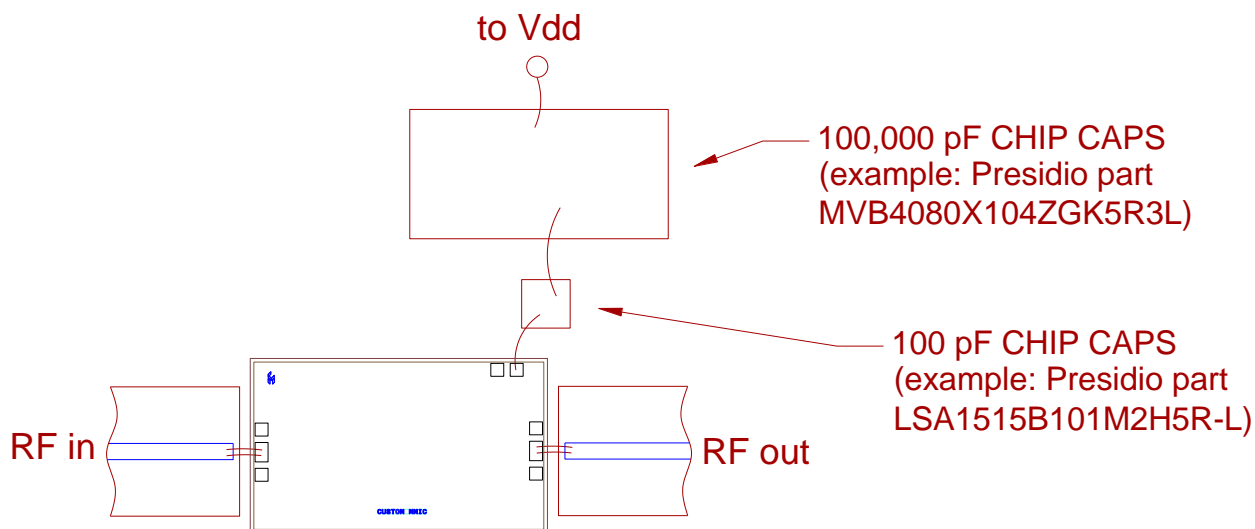 to Vdd
100,000 pF CHIP CAPS
(example: Presidio part
MVB4080X104ZGK5R3L)
100 pF CHIP CAPS
(example: Presidio part
LSA1515B101M2H5R-L)
RF in
RF out
CUSTOM MMIC